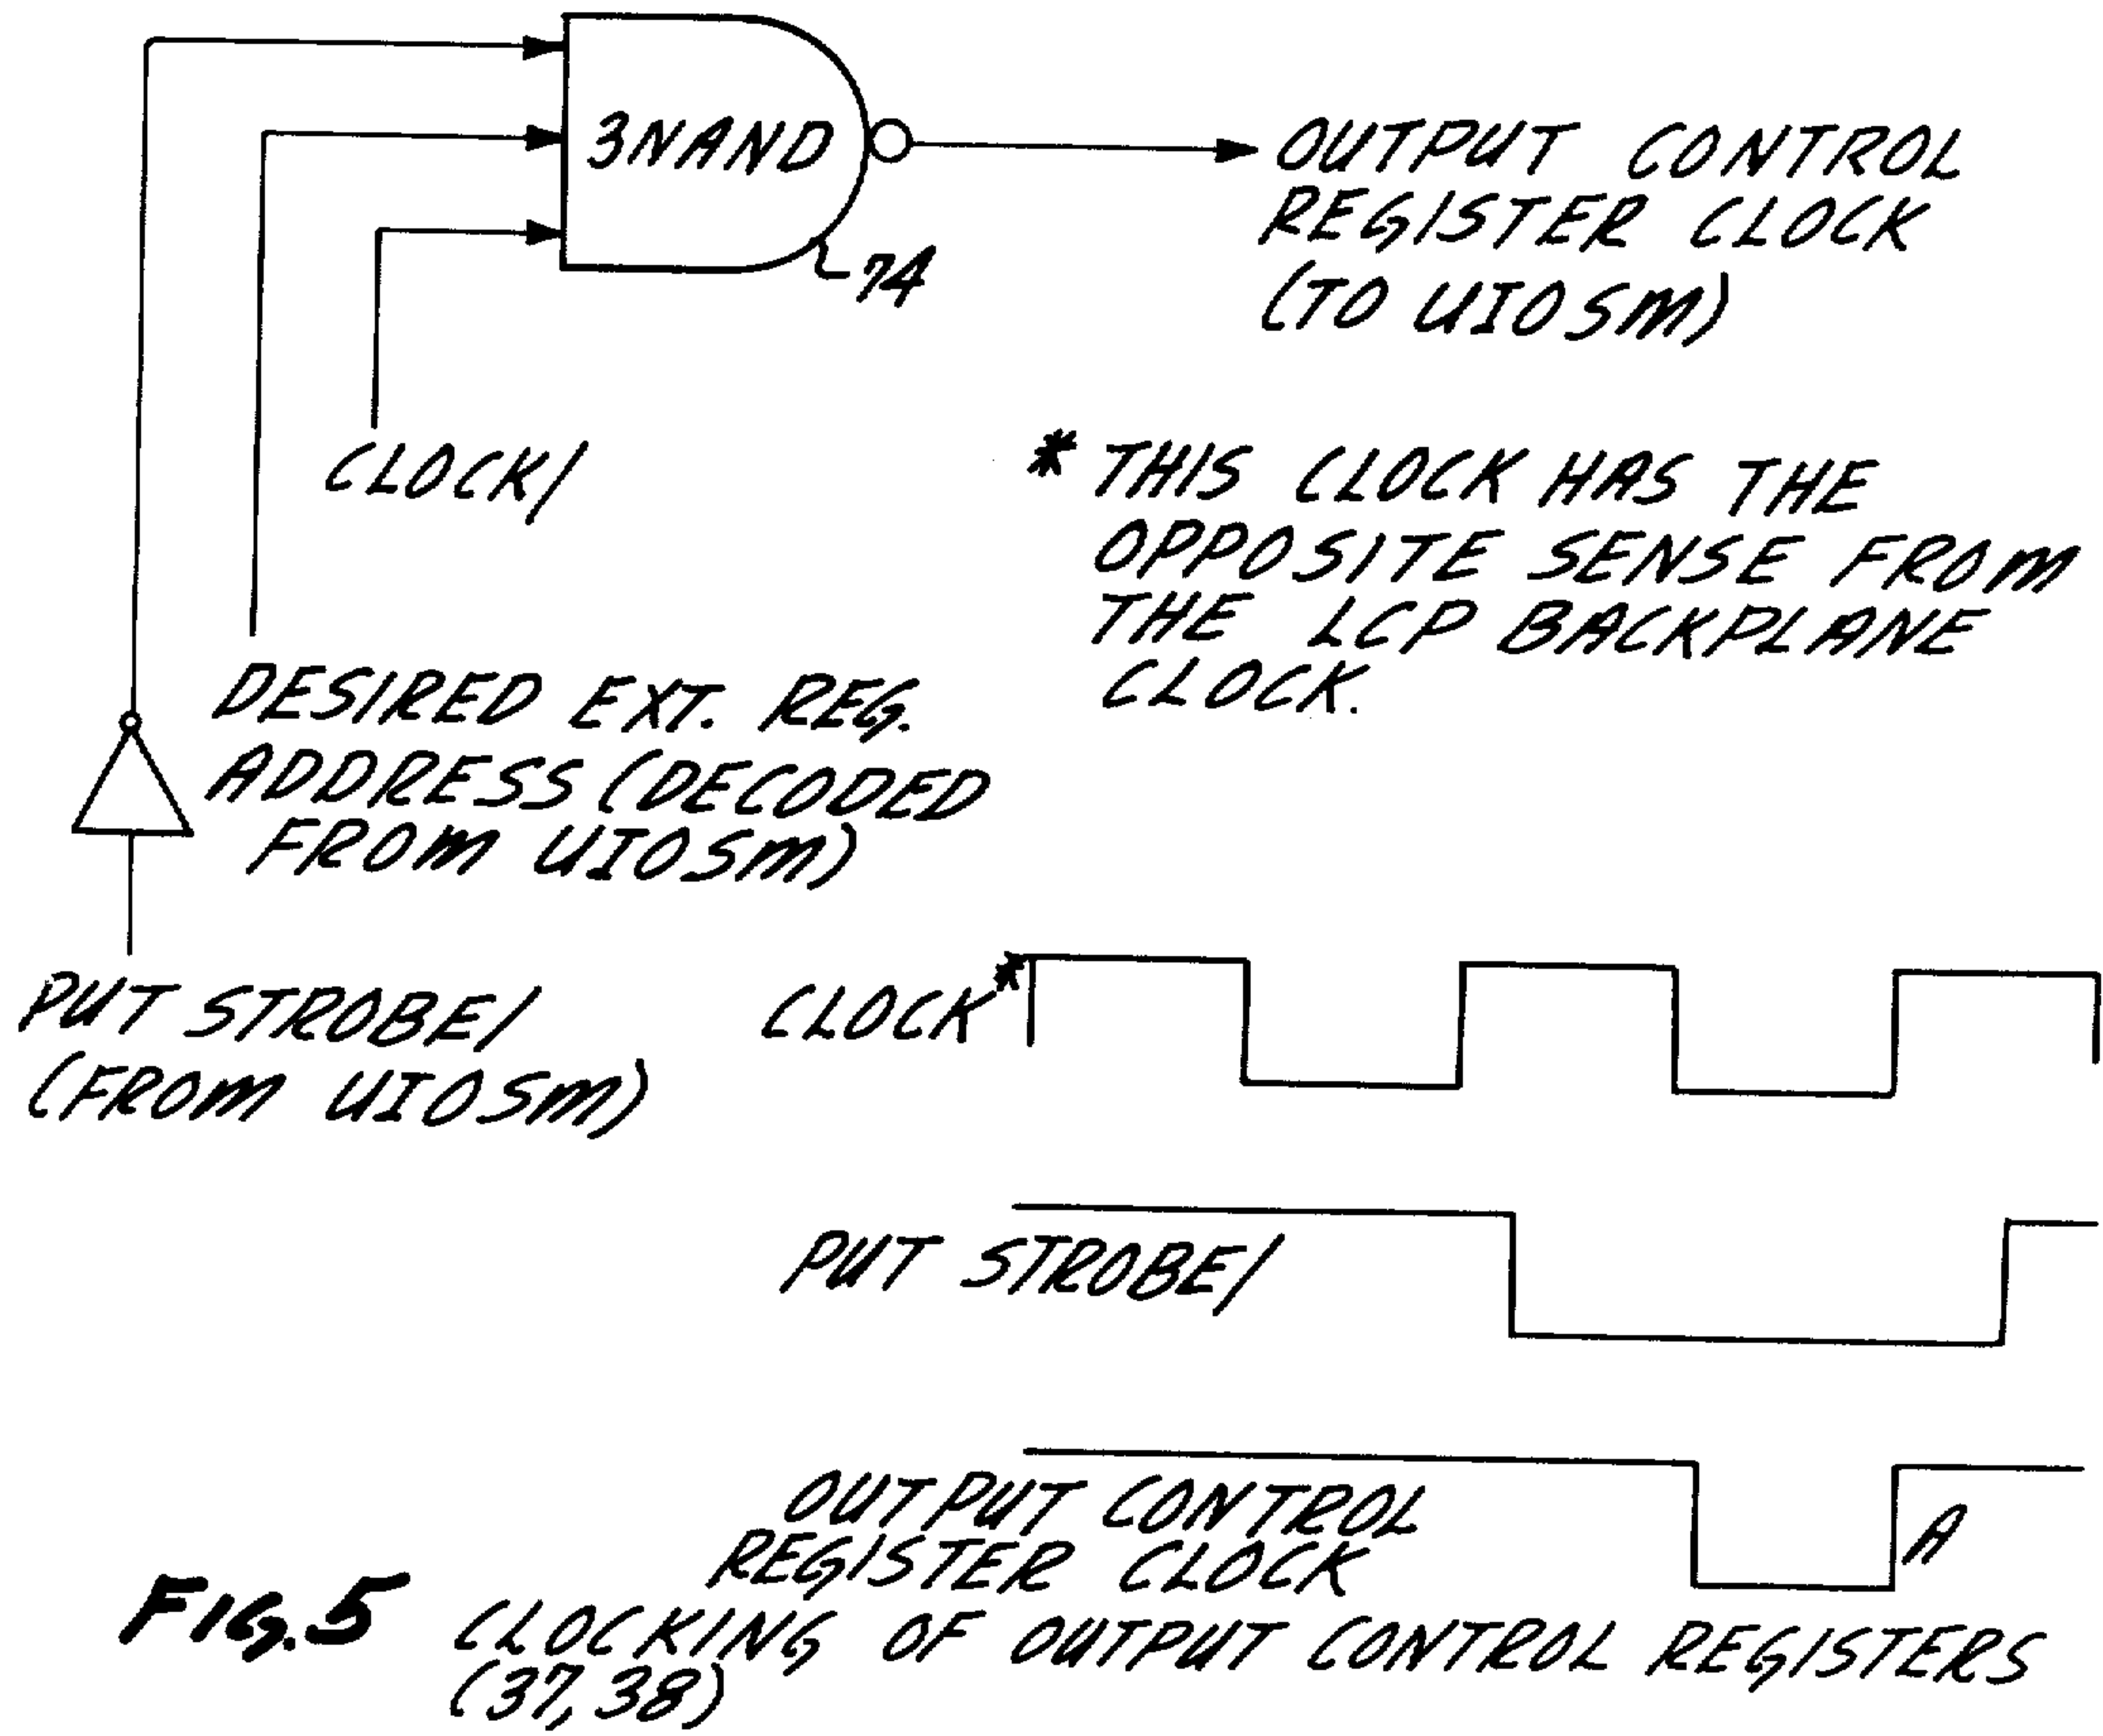 3NAND
74
OUTPUT CONTROL
REGISTER CLOCK
(TO UIOSM)
CLOCK/
* THIS CLOCK HAS THE
OPPOSITE SENSE FROM
THE LCP BACKPLANE
CLOCK.
DESIRED EXT. REG.
ADDRESS (DECODED
FROM UIOSM)
PUT STROBE/
(FROM UIOSM)
CLOCK*
PUT STROBE/
OUTPUT CONTROL
REGISTER CLOCK
A
FIG.5 CLOCKING OF OUTPUT CONTROL REGISTERS
(37,38)